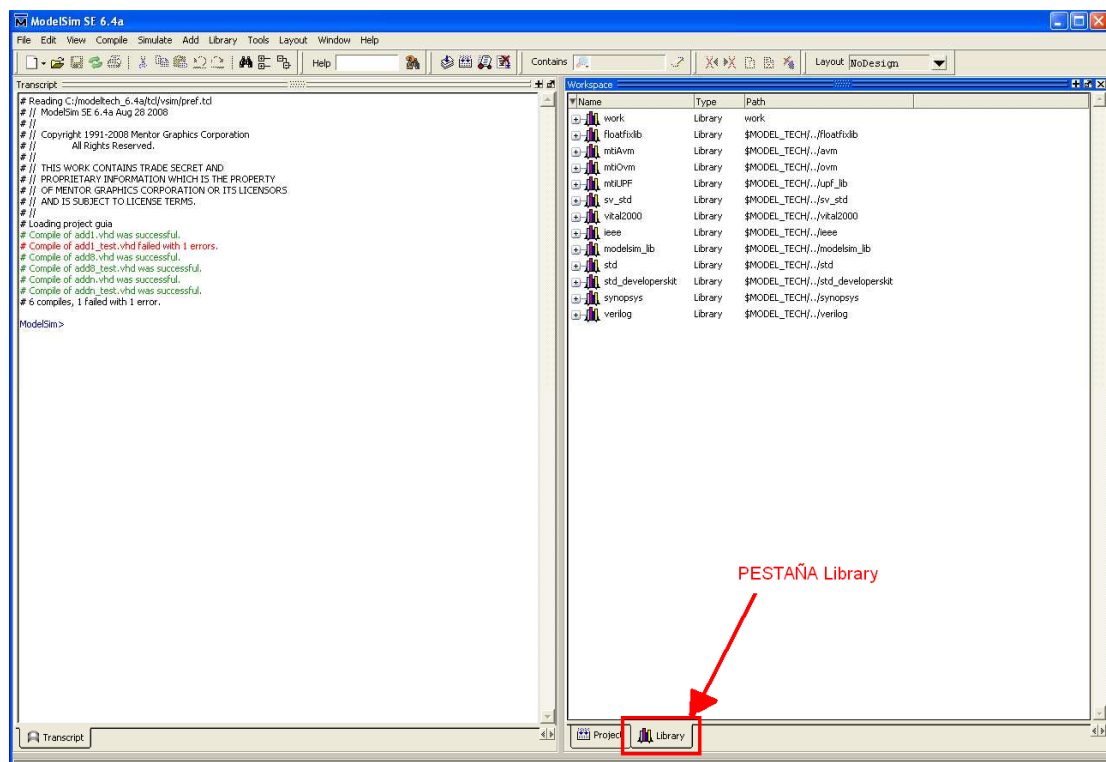 ModelSim SE 6.4a
File Edit View Compile Simulate Add Library Tools Layout Window Help
Help
Contains
Layout NoDesign
Transcript
# Reading C:/modeltech_6.4a/tcl/vsim/pref.tcl
# // ModelSim SE 6.4a Aug 28 2008
# //
# // Copyright 1991-2008 Mentor Graphics Corporation
# // All Rights Reserved.
# //
# // THIS WORK CONTAINS TRADE SECRET AND
# // PROPRIETARY INFORMATION WHICH IS THE PROPERTY
# // OF MENTOR GRAPHICS CORPORATION OR ITS LICENSORS
# // AND IS SUBJECT TO LICENSE TERMS.
# //
# Loading project guia
# Compile of add1.vhd was successful.
# Compile of add1_test.vhd failed with 1 errors.
# Compile of add8.vhd was successful.
# Compile of add8_test.vhd was successful.
# Compile of addn.vhd was successful.
# Compile of addn_test.vhd was successful.
# 6 compiles, 1 failed with 1 error.
ModelSim>
Transcript
Workspace
Name Type Path
work Library work
floatfixlib Library $MODEL_TECH/../floatfixlib
mtiAvm Library $MODEL_TECH/../avm
mtiOvm Library $MODEL_TECH/../ovm
mtiUPF Library $MODEL_TECH/../upf_lib
sv_std Library $MODEL_TECH/../sv_std
vital2000 Library $MODEL_TECH/../vital2000
ieee Library $MODEL_TECH/../ieee
modelsim_lib Library $MODEL_TECH/../modelsim_lib
std Library $MODEL_TECH/../std
std_developerskit Library $MODEL_TECH/../std_developerskit
synopsys Library $MODEL_TECH/../synopsys
verilog Library $MODEL_TECH/../verilog
PESTAÑA Library
Project Library